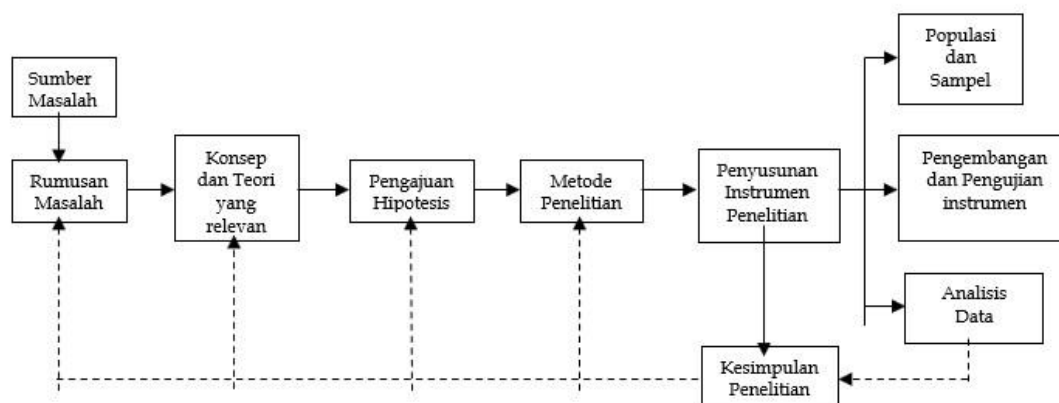 Sumber
Masalah
Rumusan
Masalah
Konsep
dan Teori
yang
relevan
Pengajuan
Hipotesis
Metode
Penelitian
Penyusunan
Instrumen
Penelitian
Populasi
dan
Sampel
Pengembangan
dan Pengujian
instrumen
Analisis
Data
Kesimpulan
Penelitian